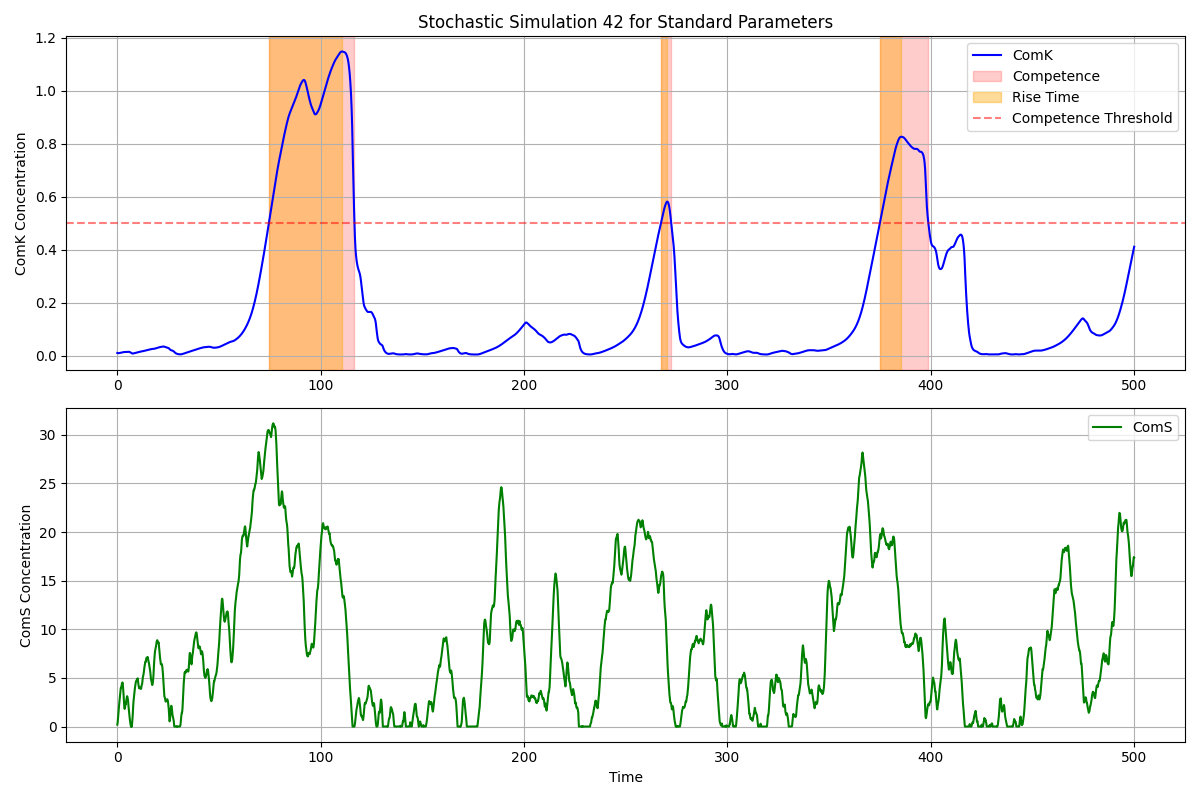 Stochastic Simulation 42 for Standard Parameters
ComK Concentration
1.2
1.0
0.8
0.6
0.4
0.2
0.0
ComK
Competence
Rise Time
Competence Threshold
0 100 200 300 400 500
ComS Concentration
30
25
20
15
10
5
0
ComS
0 100 200 300 400 500
Time